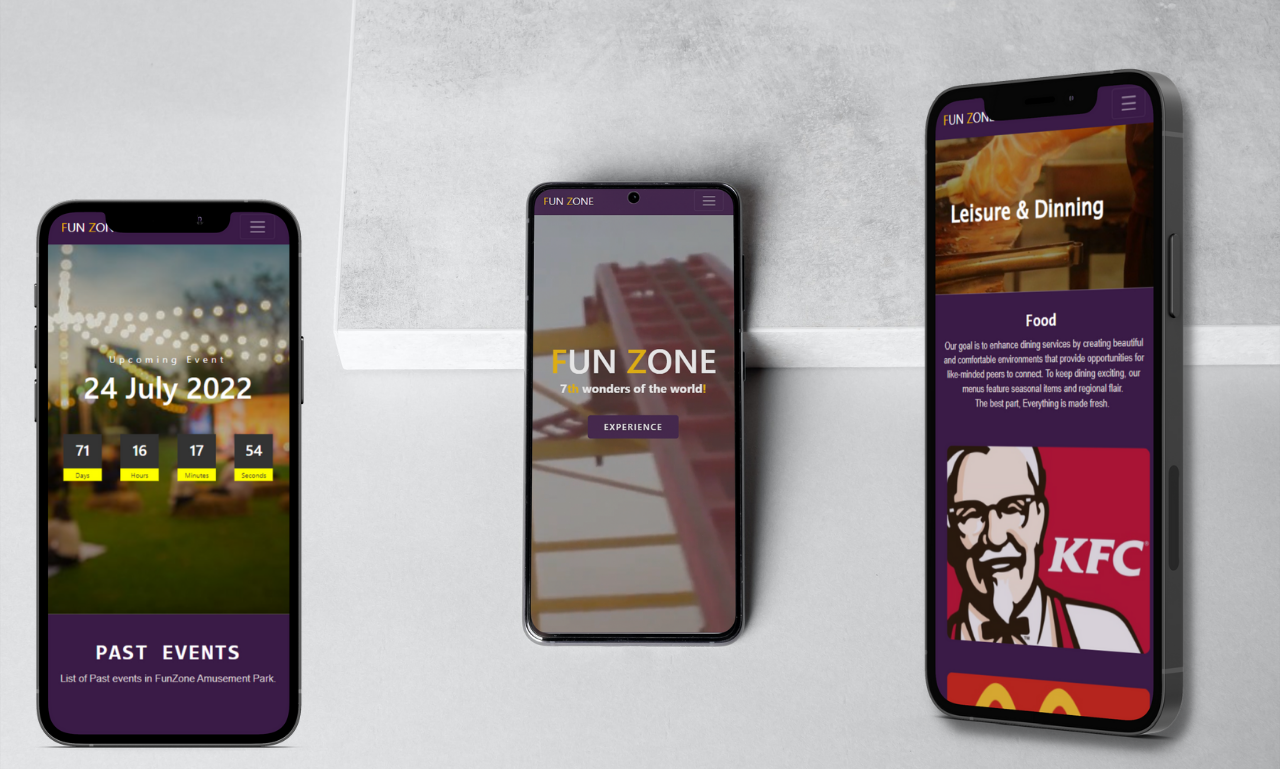 FUN ZON
Upcoming Event
24 July 2022
71 16 17 54
Days Hours Minutes Seconds
PAST EVENTS
List of Past events in FunZone Amusement Park.
FUN ZONE
FUN ZONE
7th wonders of the world!
EXPERIENCE
FUN ZONE
Leisure & Dinning
Food
Our goal is to enhance dining services by creating beautiful
and comfortable environments that provide opportunities for
like-minded peers to connect. To keep dining exciting, our
menus feature seasonal items and regional flair.
The best part, Everything is made fresh.
KFC